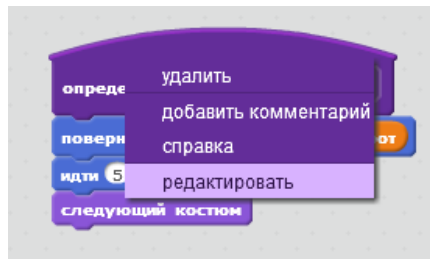 опреде
удалить
добавить комментарий
поверн
от
справка
идти 5
редактировать
следующий костюм